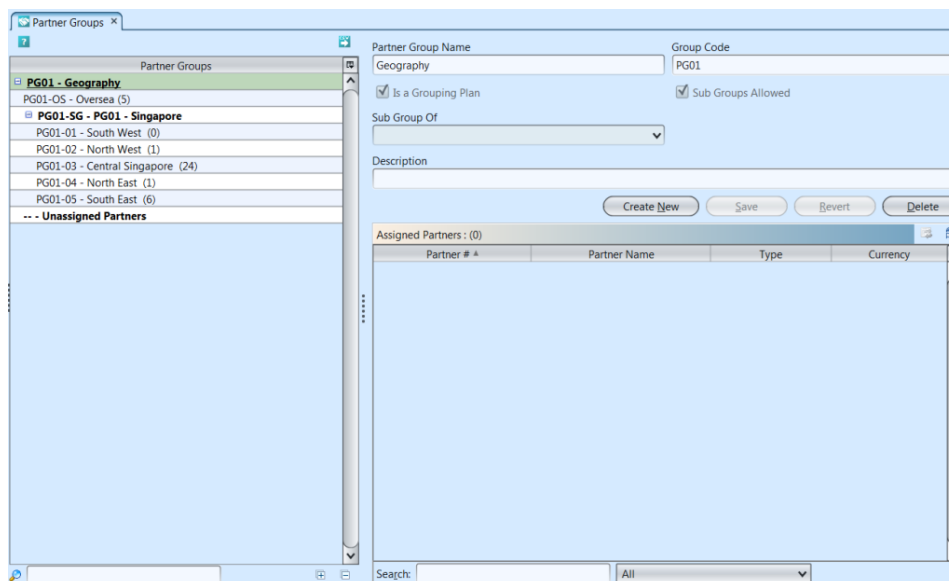 Partner Groups ×
Partner Groups
PG01 - Geography
PG01-OS - Oversea (5)
PG01-SG - PG01 - Singapore
PG01-01 - South West (0)
PG01-02 - North West (1)
PG01-03 - Central Singapore (24)
PG01-04 - North East (1)
PG01-05 - South East (6)
-- - Unassigned Partners
Partner Group Name Group Code
Geography PG01
Is a Grouping Plan Sub Groups Allowed
Sub Group Of
Description
Create New Save Revert Delete
Assigned Partners : (0)
Partner # Partner Name Type Currency
Search: All